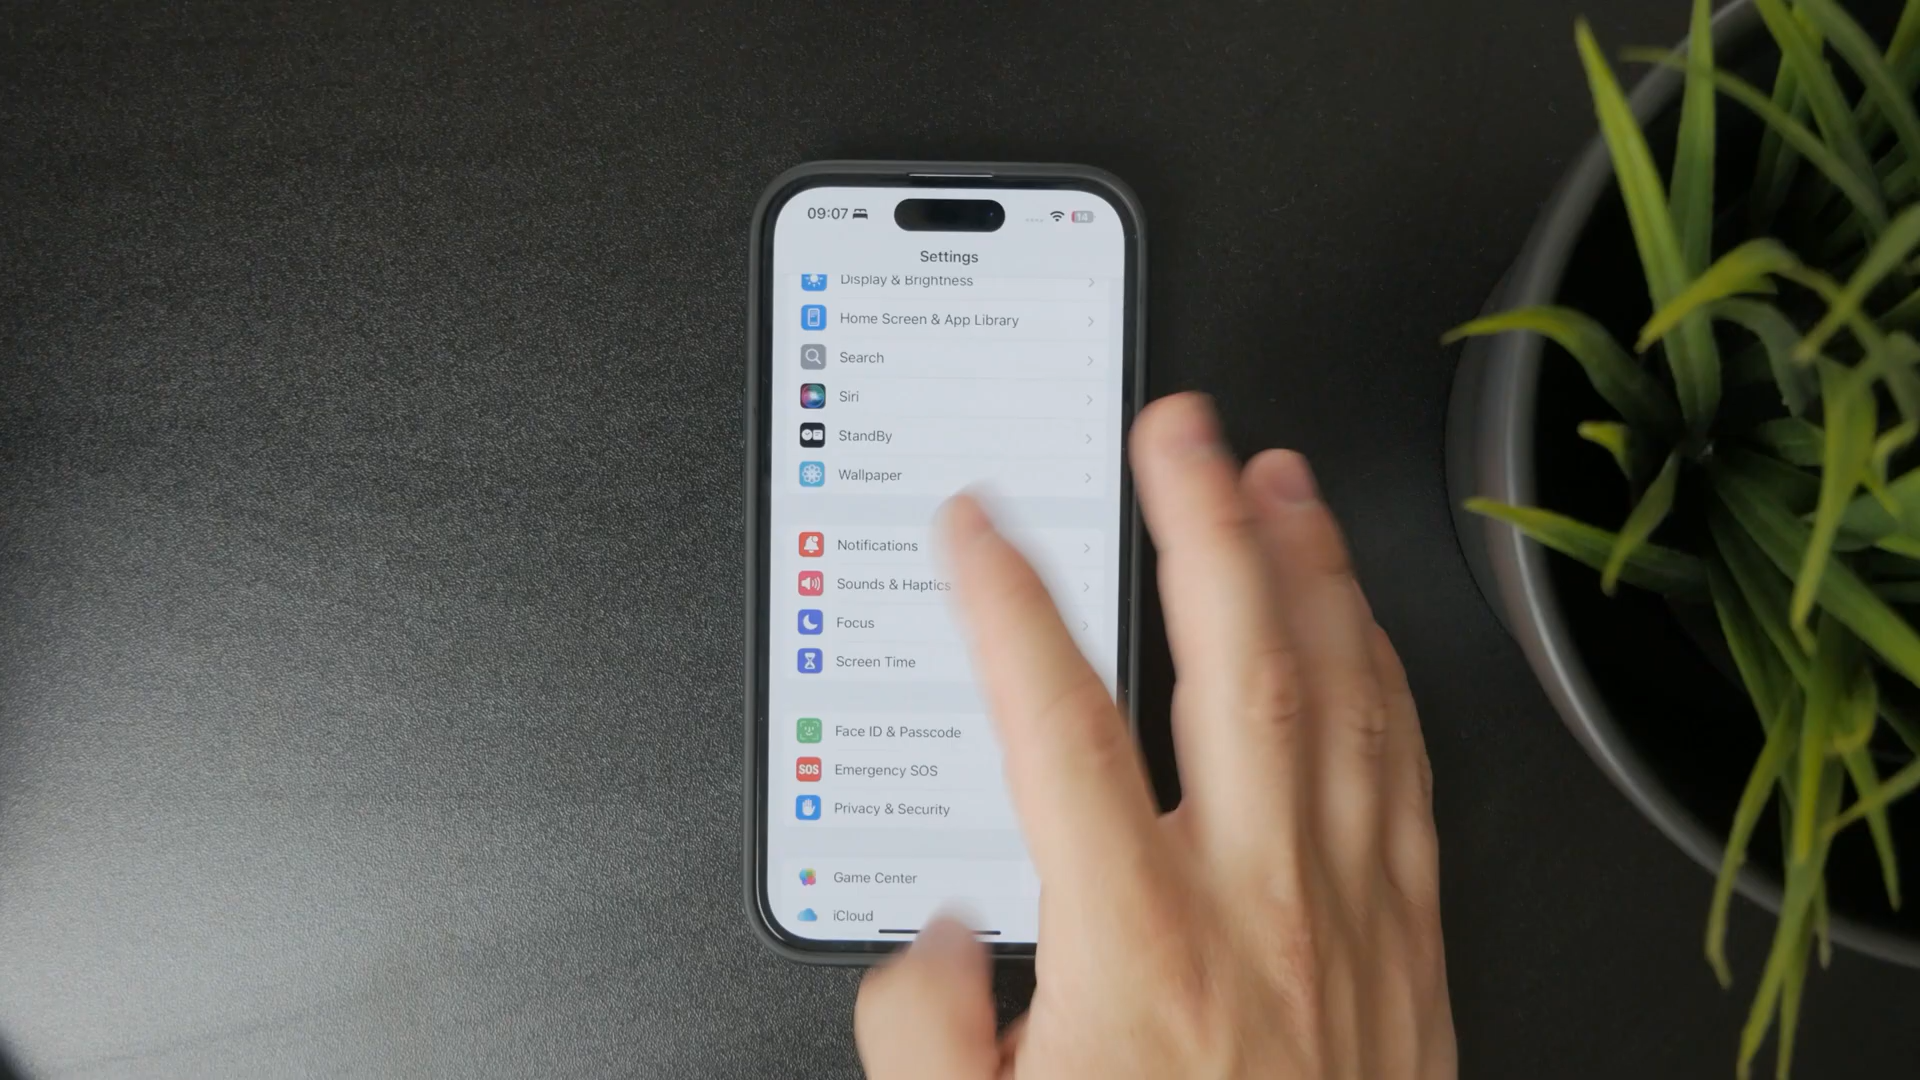 09:07
14
Settings
Display & Brightness
Home Screen & App Library
Search
Siri
StandBy
Wallpaper
Notifications
Sounds & Haptics
Focus
Screen Time
Face ID & Passcode
SOS Emergency SOS
Privacy & Security
Game Center
iCloud